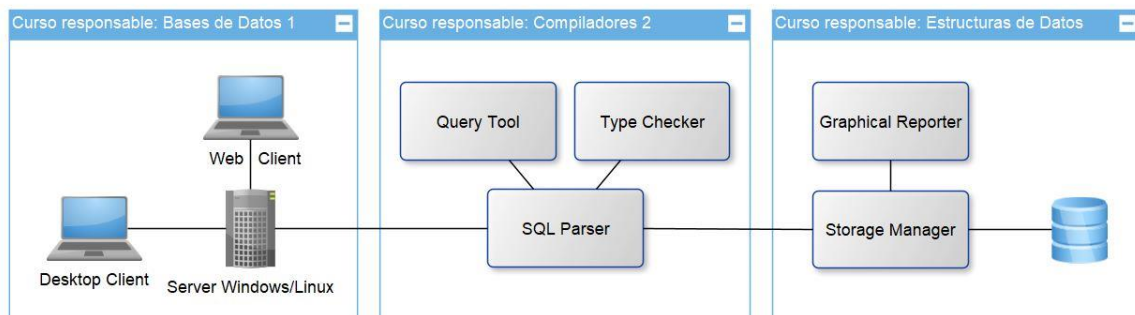 Curso responsable: Bases de Datos 1
Web Client
Desktop Client
Server Windows/Linux
Curso responsable: Compiladores 2
Query Tool
Type Checker
SQL Parser
Curso responsable: Estructuras de Datos
Graphical Reporter
Storage Manager